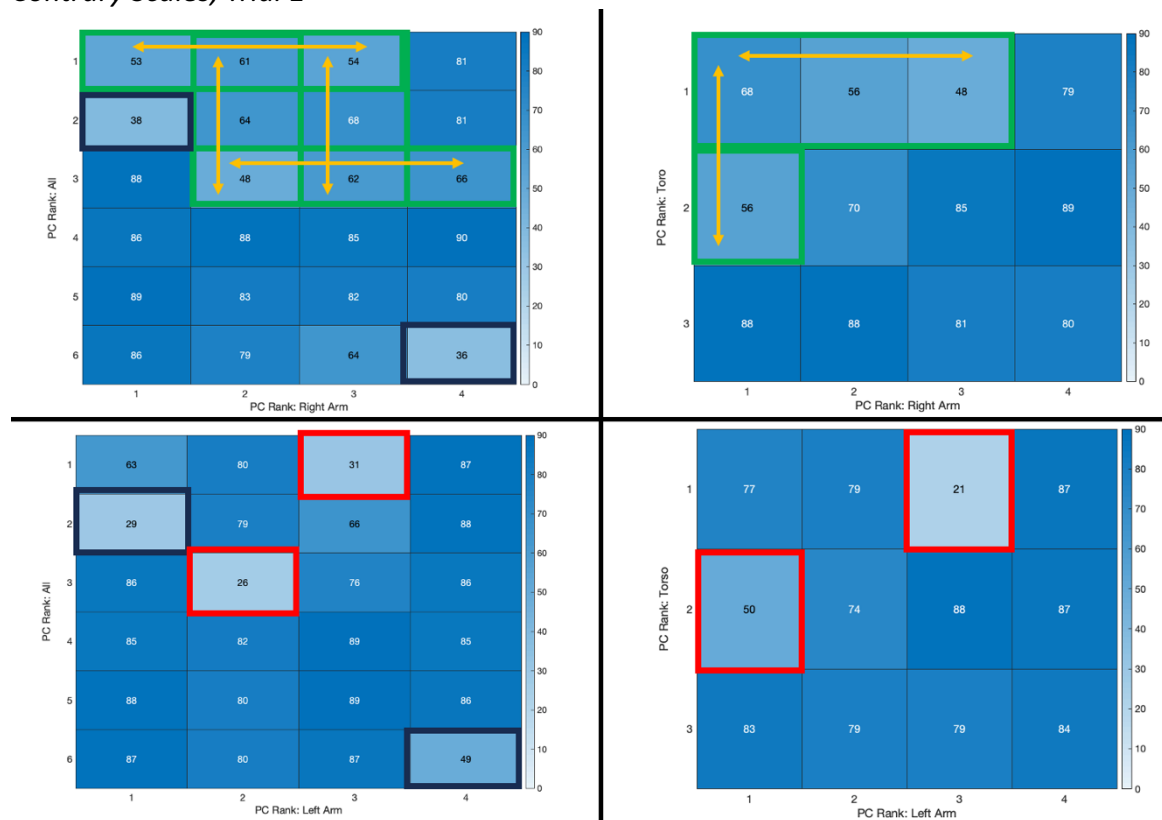 Contrary Scales, Trial
PC Rank: All
1 53 61 54 81
2 38 64 68 81
3 88 48 62 66
4 86 88 85 90
5 89 83 82 80
6 86 79 64 36
1 2 3 4
PC Rank: Right Arm
90
80
70
60
50
40
30
20
10
0
PC Rank: Toro
1 68 56 48 79
2 56 70 85 89
3 88 88 81 80
1 2 3 4
PC Rank: Right Arm
90
80
70
60
50
40
30
20
10
0
PC Rank: All
1 63 80 31 87
2 29 79 66 88
3 86 26 76 86
4 85 82 89 85
5 88 80 89 86
6 87 80 87 49
1 2 3 4
PC Rank: Left Arm
90
80
70
60
50
40
30
20
10
0
PC Rank: Torso
1 77 79 21 87
2 50 74 88 87
3 83 79 79 84
1 2 3 4
PC Rank: Left Arm
90
80
70
60
50
40
30
20
10
0